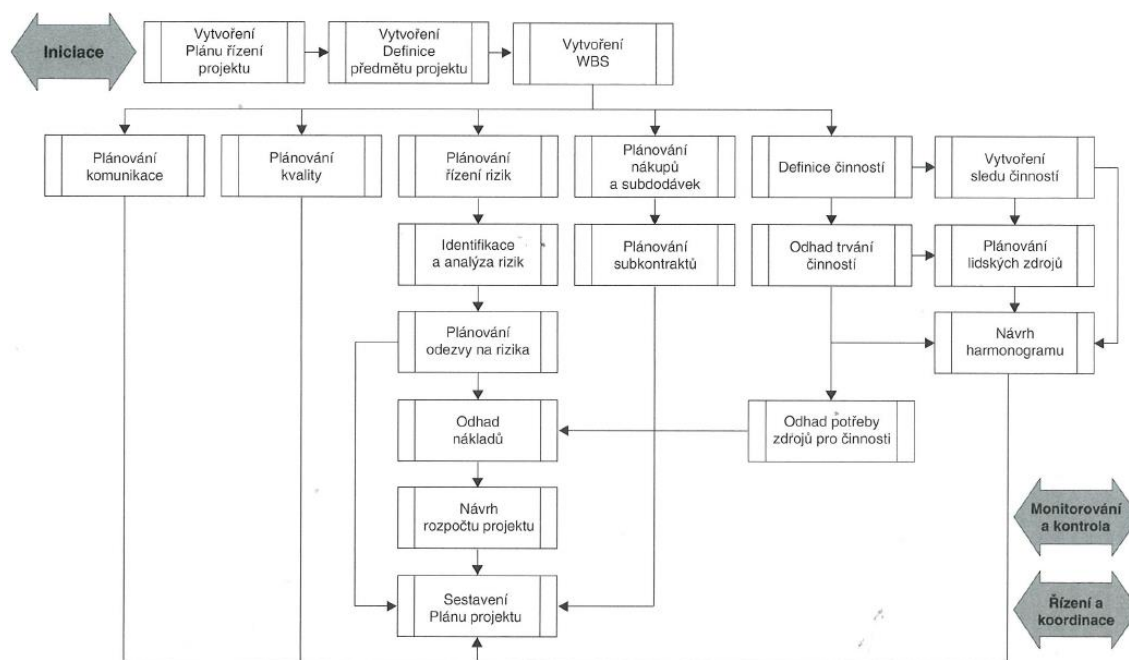 Iniciace
Vytvoření
Plánu řízení
projektu
Vytvoření
Definice
předmětu projektu
Vytvoření
WBS
Plánování
komunikace
Plánování
kvality
Plánování
řízení rizik
Plánování
nákupů
a subdodávek
Definice činností
Vytvoření
sledu činností
Identifikace
a analýza rizik
Plánování
subkontraktů
Odhad trvání
činností
Plánování
lidských zdrojů
Plánování
odezvy na rizika
Návrh
harmonogramu
Odhad
nákladů
Odhad potřeby
zdrojů pro činnosti
Návrh
rozpočtu projektu
Monitorování
a kontrola
Sestavení
Plánu projektu
Řízení a
koordinace